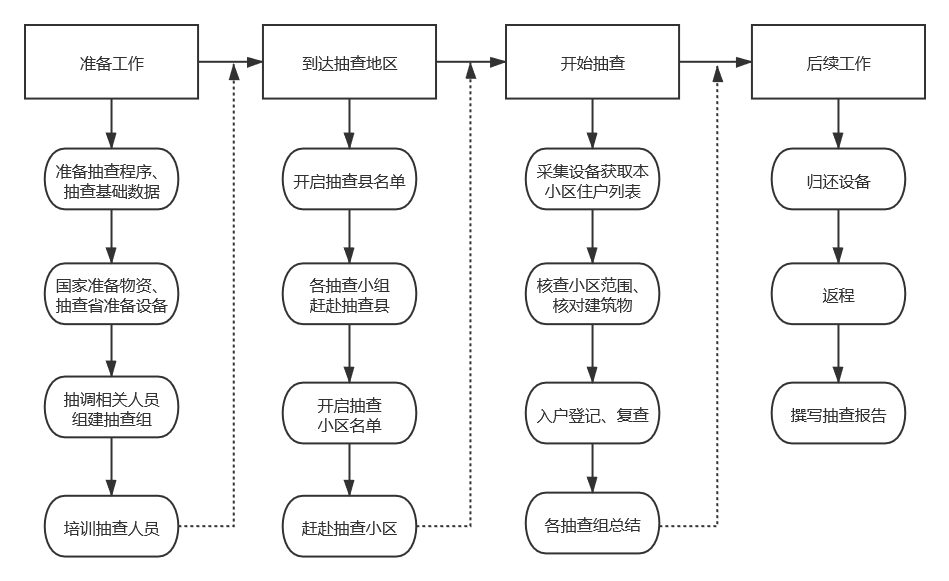 准备工作
准备抽查程序、
抽查基础数据
国家准备物资、
抽查省准备设备
抽调相关人员
组建抽查组
培训抽查人员
到达抽查地区
开启抽查县名单
各抽查小组
赶赴抽查县
开启抽查
小区名单
赶赴抽查小区
开始抽查
采集设备获取本
小区住户列表
核查小区范围、
核对建筑物
入户登记、复查
各抽查组总结
后续工作
归还设备
返程
撰写抽查报告